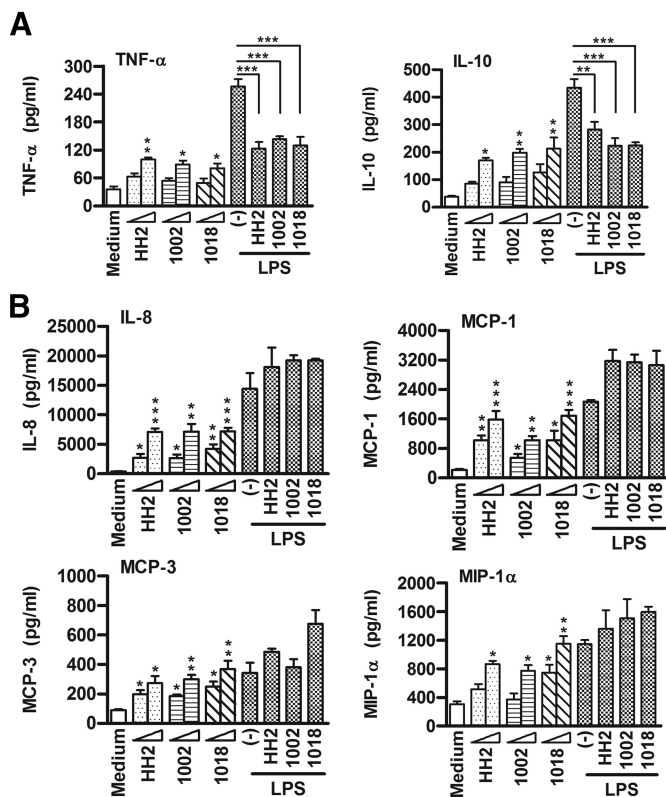 A
TNF-α
TNF-α (pg/ml)
300
240
180
120
60
0
**
*
*
***
***
***
Medium
HH2
1002
1018
(-)
HH2
1002
1018
LPS
IL-10
IL-10 (pg/ml)
500
400
300
200
100
0
*
**
**
***
***
**
Medium
HH2
1002
1018
(-)
HH2
1002
1018
LPS
B
IL-8
IL-8 (pg/ml)
25000
20000
15000
10000
5000
0
*
***
*
**
**
***
Medium
HH2
1002
1018
(-)
HH2
1002
1018
LPS
MCP-1
MCP-1 (pg/ml)
4000
3200
2400
1600
800
0
**
***
*
**
*
***
Medium
HH2
1002
1018
(-)
HH2
1002
1018
LPS
MCP-3
MCP-3 (pg/ml)
1000
800
600
400
200
0
*
*
*
**
*
**
Medium
HH2
1002
1018
(-)
HH2
1002
1018
LPS
MIP-1α
MIP-1α (pg/ml)
2000
1600
1200
800
400
0
*
*
*
**
Medium
HH2
1002
1018
(-)
HH2
1002
1018
LPS